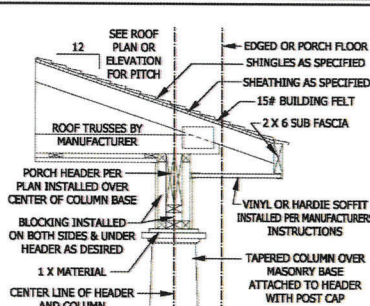 SEE ROOF
PLAN OR
ELEVATION
FOR PITCH
12
EDGED OR PORCH FLOOR
SHINGLES AS SPECIFIED
SHEATHING AS SPECIFIED
15# BUILDING FELT
2 X 6 SUB FASCIA
ROOF TRUSSES BY
MANUFACTURER
PORCH HEADER PER
PLAN INSTALLED OVER
CENTER OF COLUMN BASE
VINYL OR HARDIE SOFFIT
INSTALLED PER MANUFACTURERS
INSTRUCTIONS
BLOCKING INSTALLED
ON BOTH SIDES & UNDER
HEADER AS DESIRED
1 X MATERIAL
TAPERED COLUMN OVER
MASONRY BASE
ATTACHED TO HEADER
WITH POST CAP
CENTER LINE OF HEADER
AND COLUMN